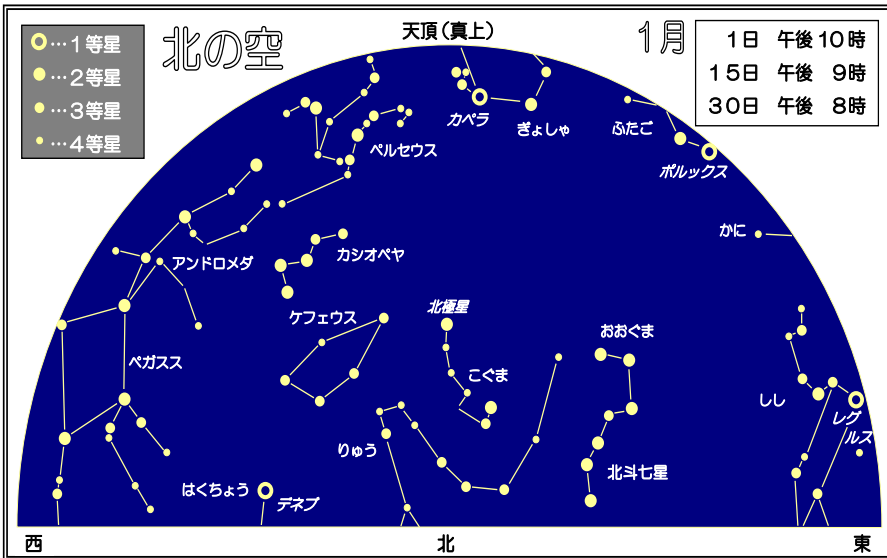 北の空
天頂（真上）
1月
1日 午後10時
15日 午後 9時
30日 午後 8時
…１等星
…２等星
…３等星
…４等星
カペラ
ぎょしゃ
ふたご
ポルックス
ペルセウス
かに
アンドロメダ
カシオペヤ
ケフェウス
北極星
おおぐま
ペガスス
こぐま
しし
レグ
ルス
りゅう
北斗七星
はくちょう
デネブ
西
北
東